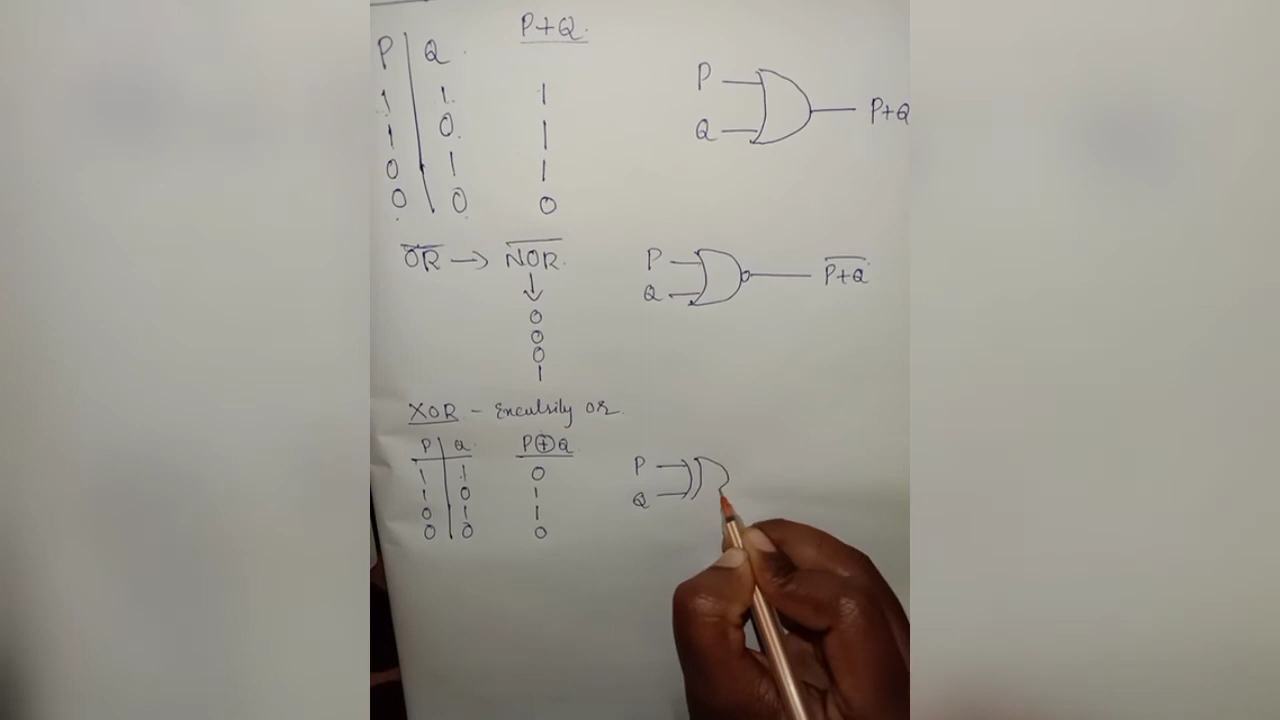 P Q P+Q
1 1 1
1 0 1
0 1 1
0 0 0
P
Q
P+Q
OR → NOR
↓
0
0
0
1
P
Q
P+Q
XOR - Exculsily OR.
P Q P⊕Q
1 1 0
1 0 1
0 1 1
0 0 0
P
Q